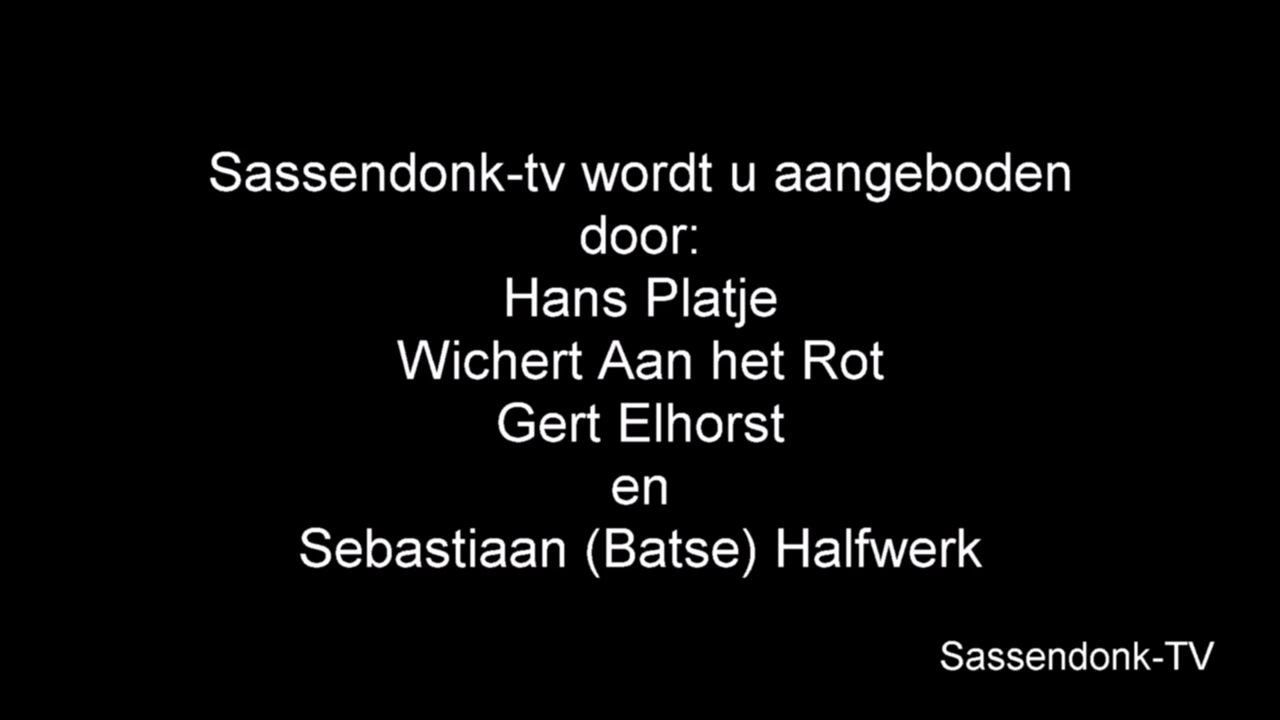 Sassendonk-tv wordt u aangeboden
door:
Hans Platje
Wichert Aan het Rot
Gert Elhorst
en
Sebastiaan (Batse) Halfwerk
Sassendonk-TV